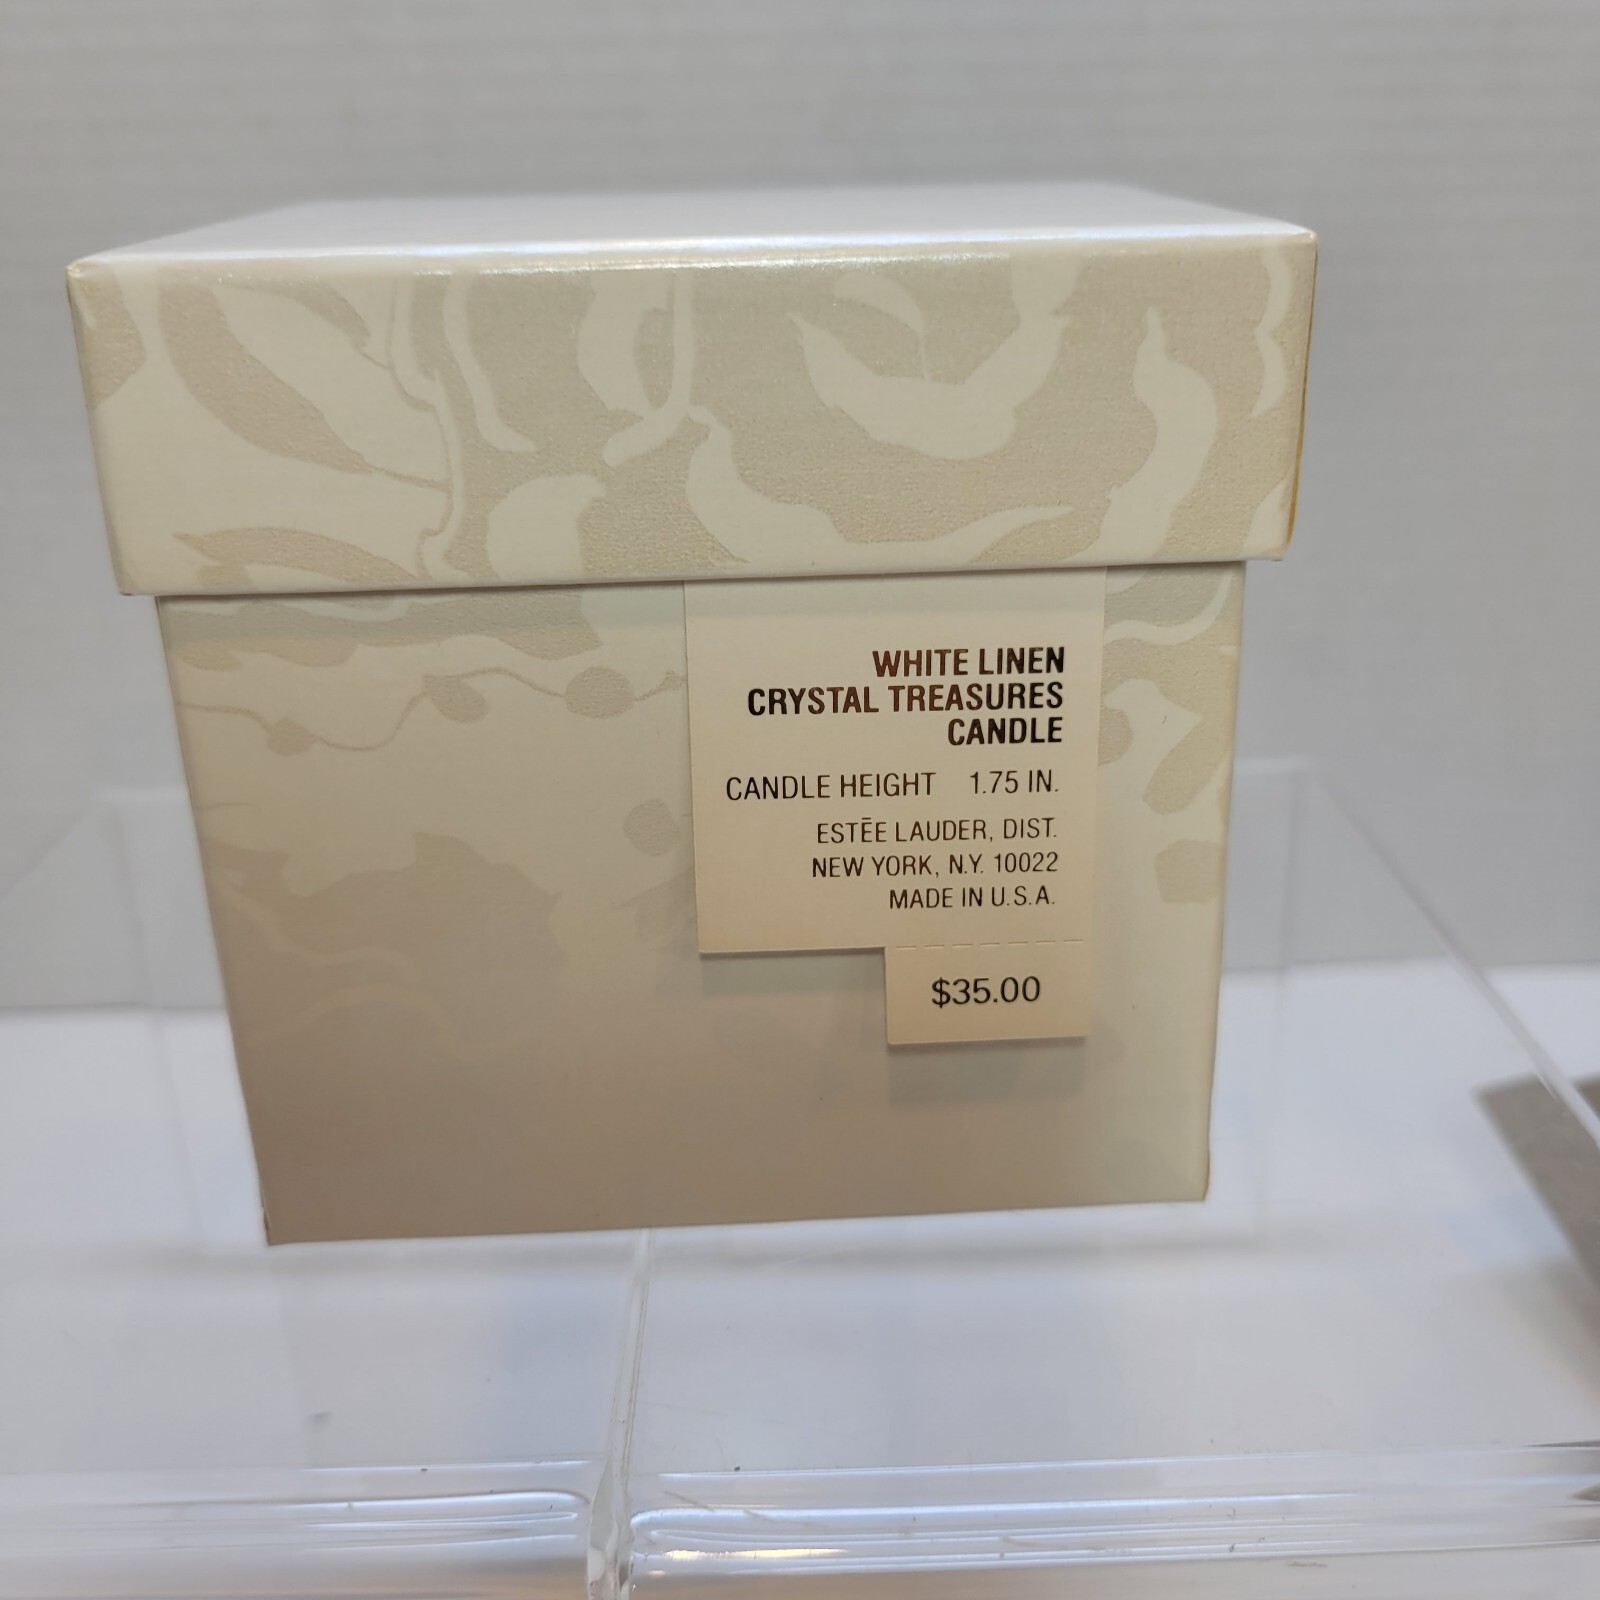 WHITE LINEN
CRYSTAL TREASURES
CANDLE
CANDLE HEIGHT 1.75 IN.
ESTĒE LAUDER, DIST.
NEW YORK, N.Y. 10022
MADE IN U.S.A.
$35.00